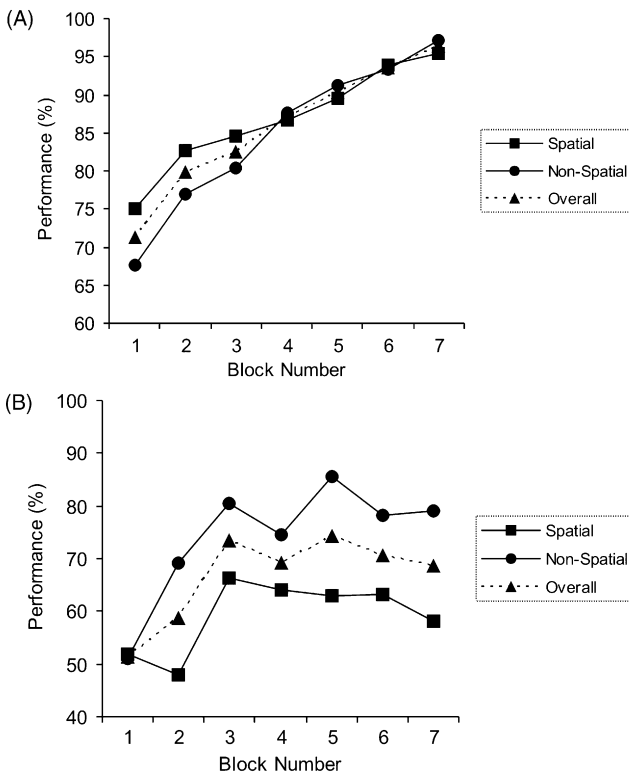 (A)
100
95
90
85
80
75
70
65
60
Performance (%)
1 2 3 4 5 6 7
Block Number
Spatial
Non-Spatial
Overall
(B)
100
90
80
70
60
50
40
Performance (%)
1 2 3 4 5 6 7
Block Number
Spatial
Non-Spatial
Overall